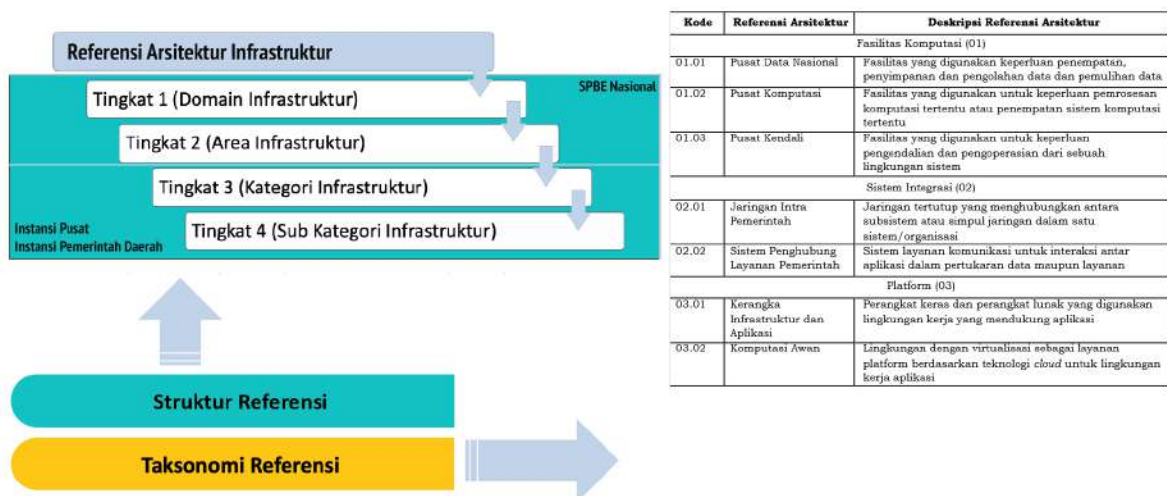 Referensi Arsitektur Infrastruktur
SPBE Nasional
Tingkat 1 (Domain Infrastruktur)
Tingkat 2 (Area Infrastruktur)
Tingkat 3 (Kategori Infrastruktur)
Tingkat 4 (Sub Kategori Infrastruktur)
Instansi Pusat
Instansi Pemerintah Daerah
Struktur Referensi
Taksonomi Referensi
Kode Referensi Arsitektur Deskripsi Referensi Arsitektur
Fasilitas Komputasi (01)
01.01 Pusat Data Nasional Fasilitas yang digunakan keperluan penempatan,
penyimpanan dan pengolahan data dan pemulihan data
01.02 Pusat Komputasi Fasilitas yang digunakan untuk keperluan pemrosesan
komputasi tertentu atau penempatan sistem komputasi
tertentu
01.03 Pusat Kendali Fasilitas yang digunakan untuk keperluan
pengendalian dan pengoperasian dari sebuah
lingkungan sistem
Sistem Integrasi (02)
02.01 Jaringan Intra Jaringan tertutup yang menghubungkan antara
Pemerintah subsistem atau simpul jaringan dalam satu
sistem/organisasi
02.02 Sistem Penghubung Sistem layanan komunikasi untuk interaksi antar
Layanan Pemerintah aplikasi dalam pertukaran data maupun layanan
Platform (03)
03.01 Kerangka Perangkat keras dan perangkat lunak yang digunakan
Infrastruktur dan lingkungan kerja yang mendukung aplikasi
Aplikasi
03.02 Komputasi Awan Lingkungan dengan virtualisasi sebagai layanan
platform berdasarkan teknologi cloud untuk lingkungan
kerja aplikasi